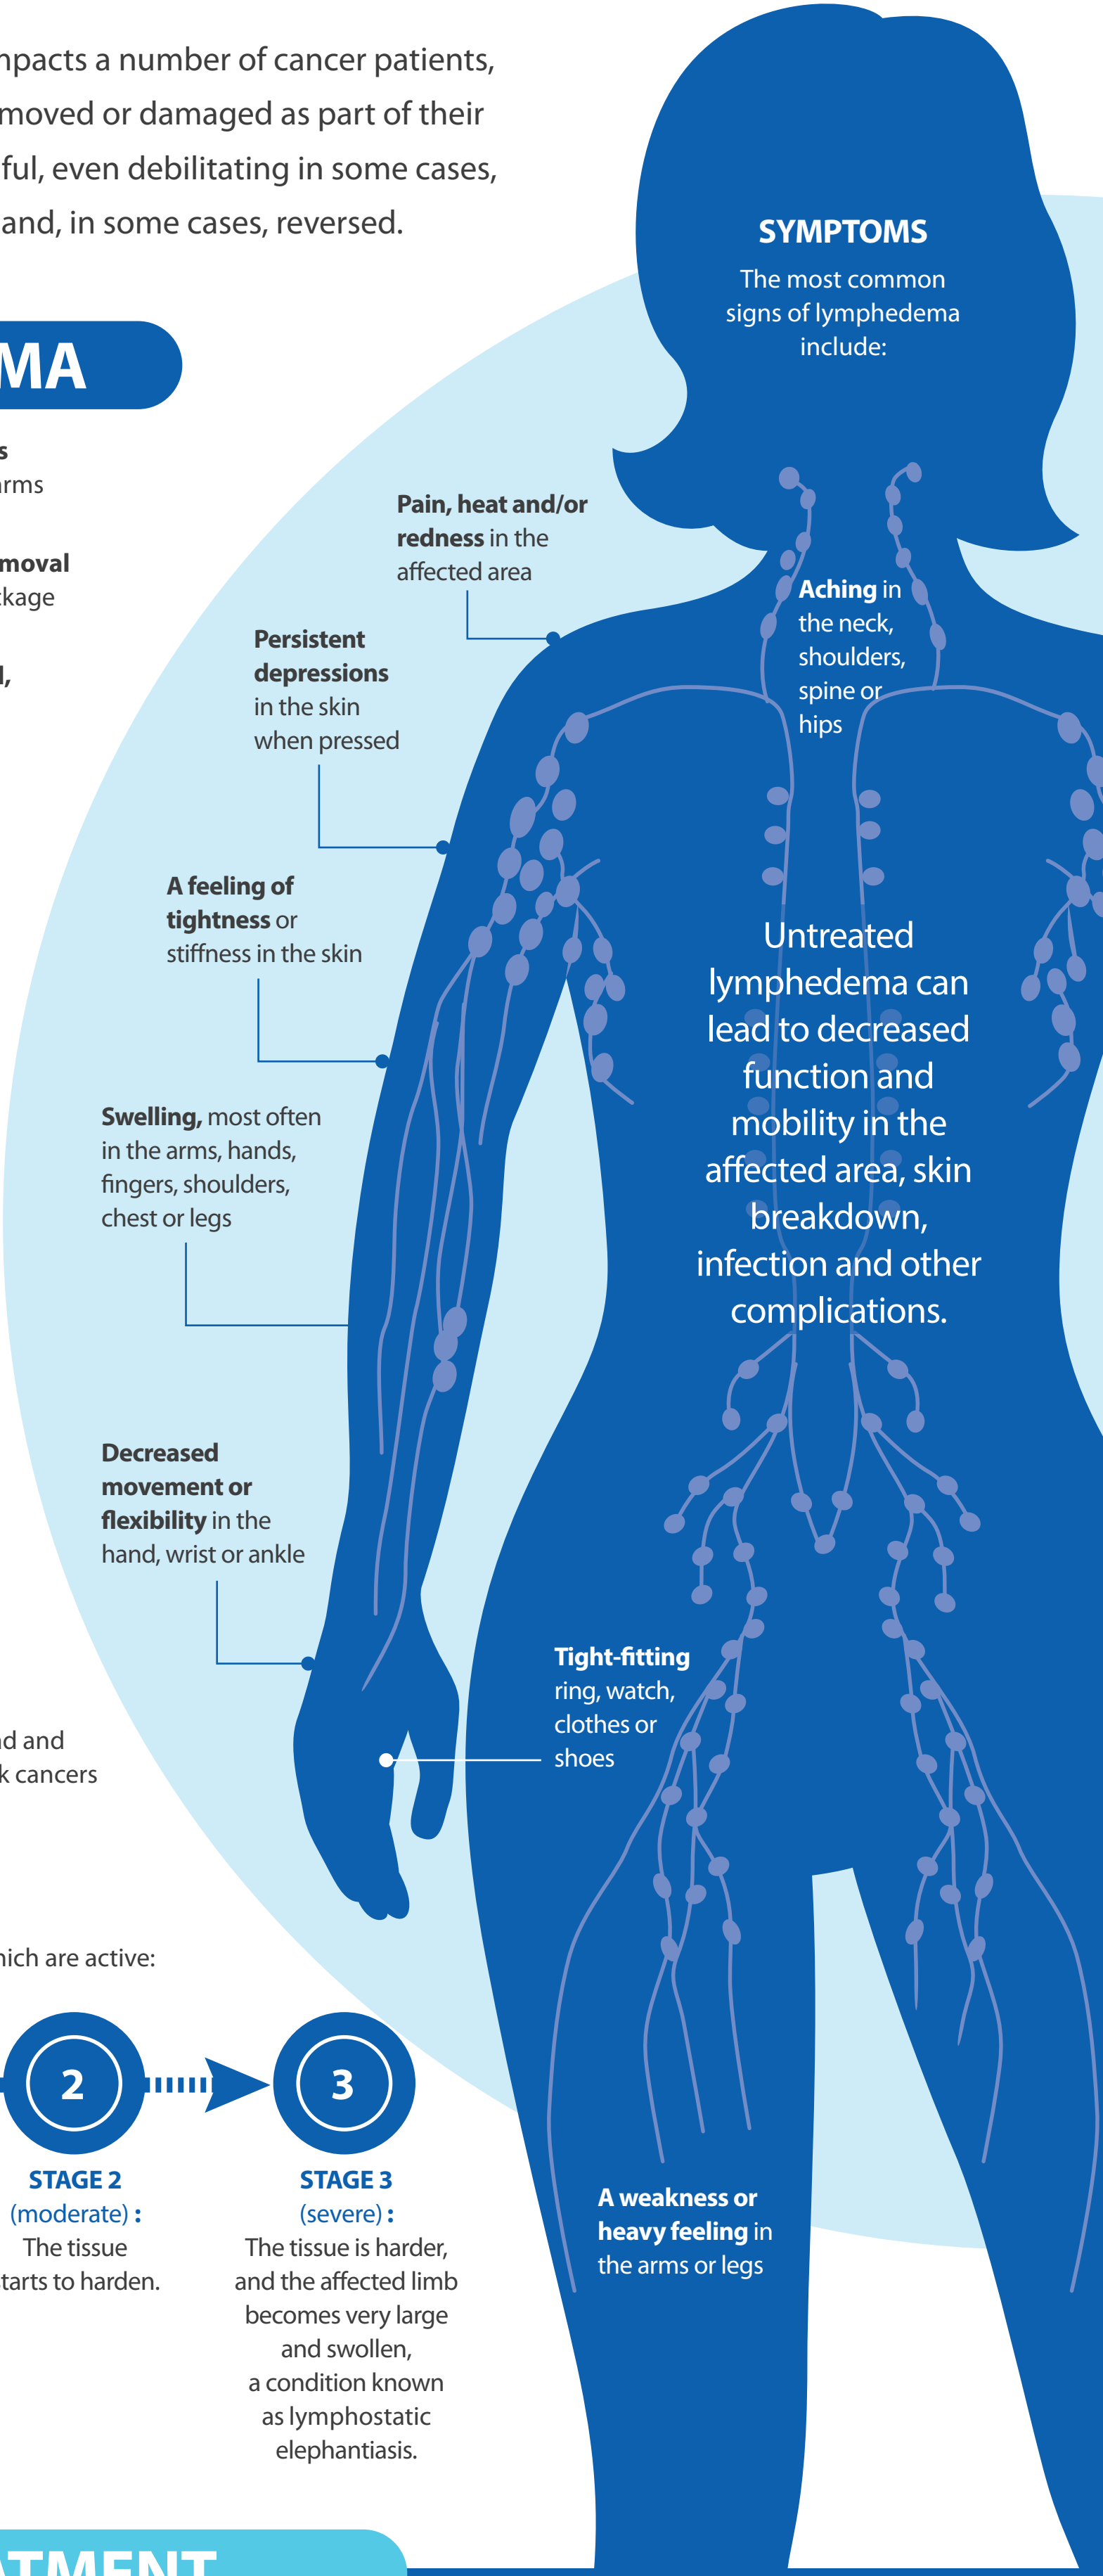 mpacts a number of cancer patients,
moved or damaged as part of their
ful, even debilitating in some cases,
and, in some cases, reversed.
SYMPTOMS
The most common
signs of lymphedema
include:
MA
s
arms
moval
kage
Pain, heat and/or
redness in the
affected area
Aching in
the neck,
shoulders,
spine or
hips
Persistent
depressions
in the skin
when pressed
A feeling of
tightness or
stiffness in the skin
Untreated
lymphedema can
lead to decreased
function and
mobility in the
affected area, skin
breakdown,
infection and other
complications.
Swelling, most often
in the arms, hands,
fingers, shoulders,
chest or legs
Decreased
movement or
flexibility in the
hand, wrist or ankle
Tight-fitting
ring, watch,
clothes or
shoes
d and
k cancers
hich are active:
2
STAGE 2
(moderate) :
The tissue
starts to harden.
3
STAGE 3
(severe) :
The tissue is harder,
and the affected limb
becomes very large
and swollen,
a condition known
as lymphostatic
elephantiasis.
A weakness or
heavy feeling in
the arms or legs
ATMENT